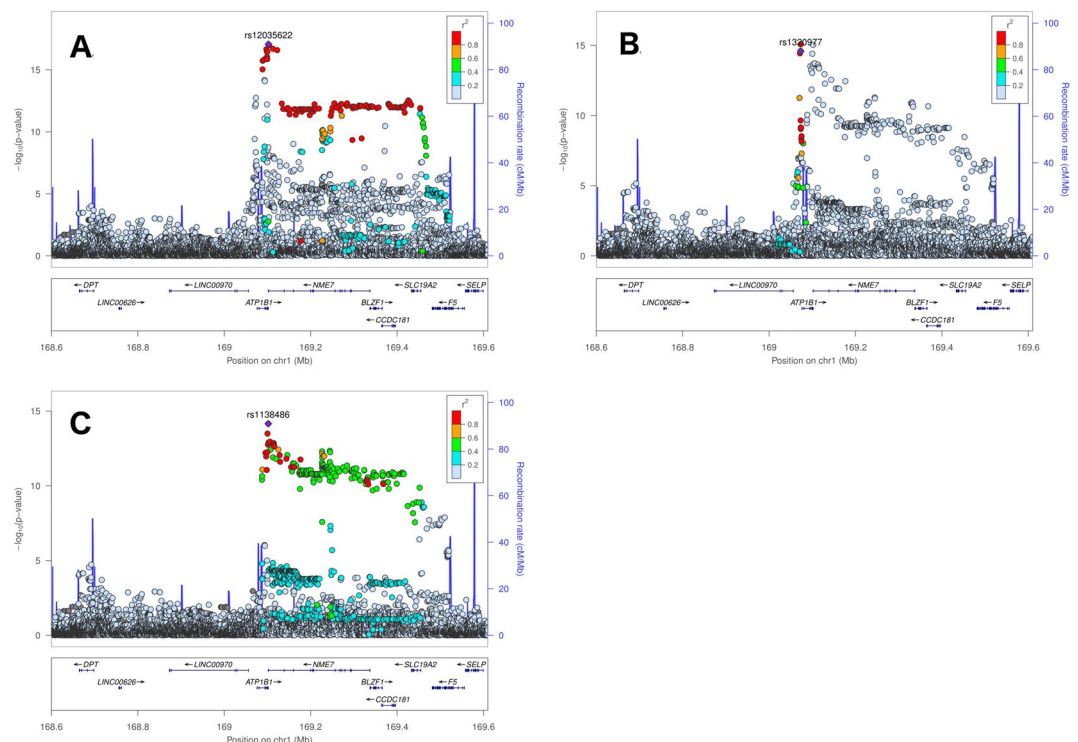 A
rs12035622
r²
0.8
0.6
0.4
0.2
−log10(p−value)
15
10
5
0
Recombination rate (cM/Mb)
100
80
60
40
20
0
←DPT
←LINC00970
←NME7
←SLC19A2
←SELP
LINC00626→
ATP1B1→
BLZF1→
←F5
←CCDC181
168.6
168.8
169
169.2
169.4
169.6
Position on chr1 (Mb)
B
rs1320977
r²
0.8
0.6
0.4
0.2
−log10(p−value)
15
10
5
0
Recombination rate (cM/Mb)
100
80
60
40
20
0
←DPT
←LINC00970
←NME7
←SLC19A2
←SELP
LINC00626→
ATP1B1→
BLZF1→
←F5
←CCDC181
168.6
168.8
169
169.2
169.4
169.6
Position on chr1 (Mb)
C
rs1138486
r²
0.8
0.6
0.4
0.2
−log10(p−value)
15
10
5
0
Recombination rate (cM/Mb)
100
80
60
40
20
0
←DPT
←LINC00970
←NME7
←SLC19A2
←SELP
LINC00626→
ATP1B1→
BLZF1→
←F5
←CCDC181
168.6
168.8
169
169.2
169.4
169.6
Position on chr1 (Mb)